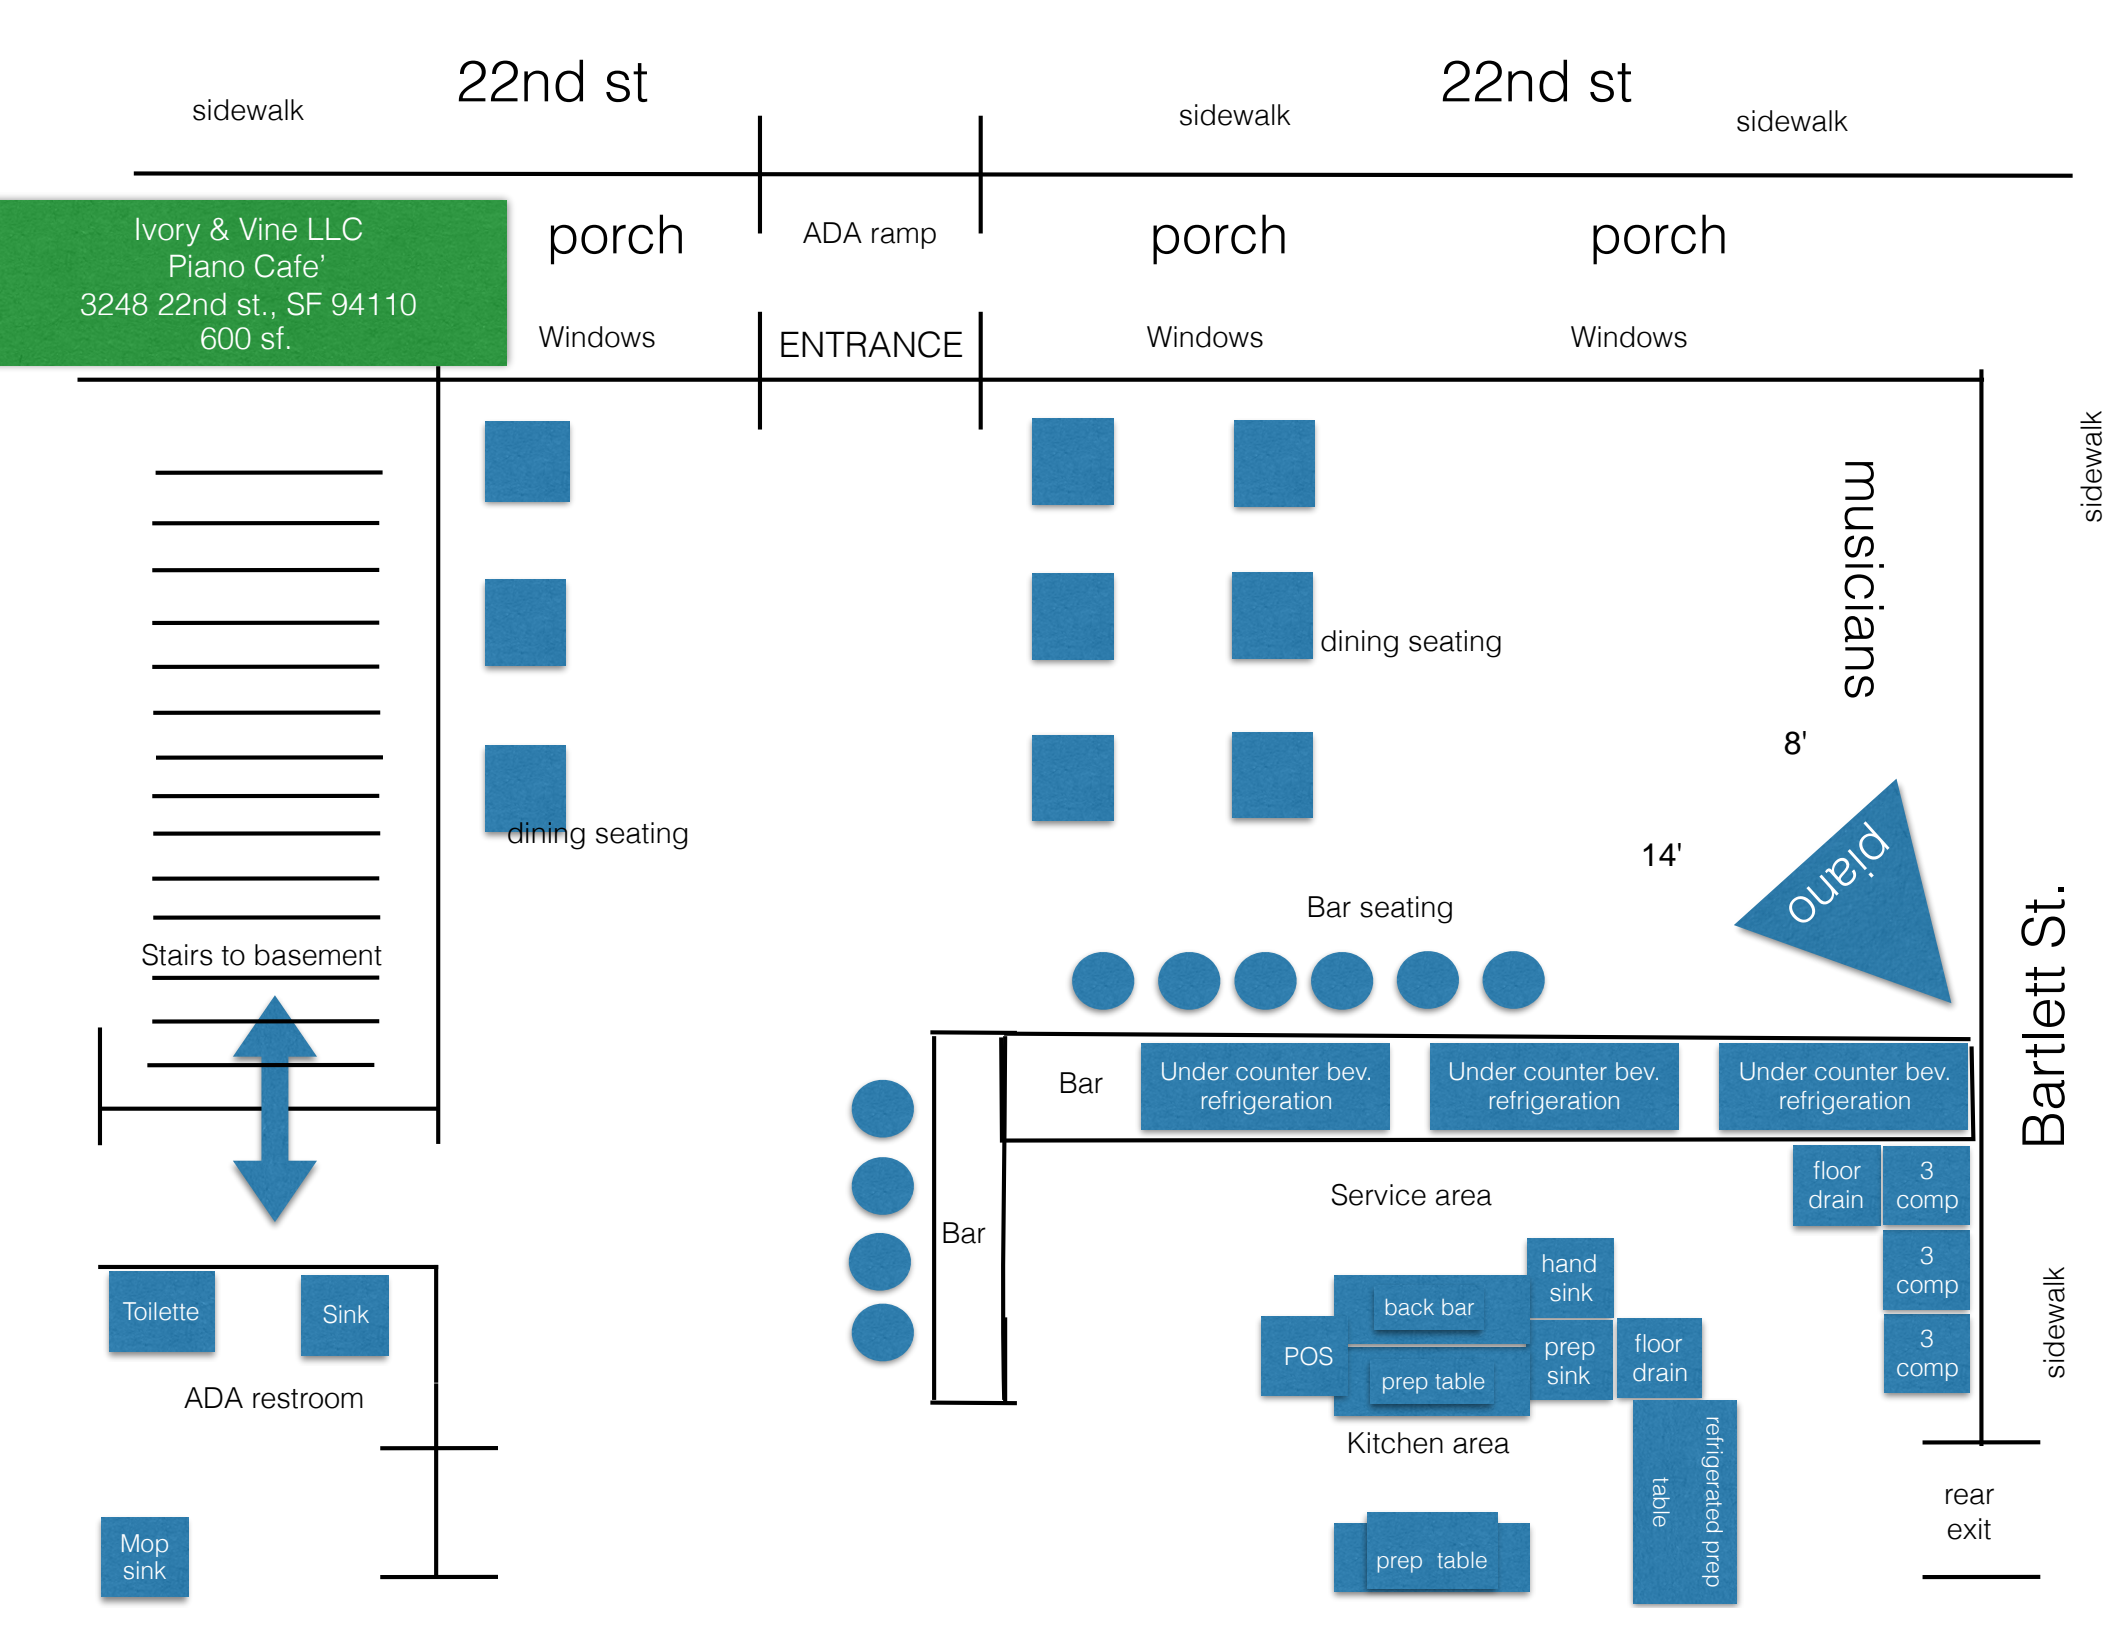 22nd st
22nd st
sidewalk
sidewalk
sidewalk
Ivory & Vine LLC
Piano Cafe’
3248 22nd st., SF 94110
600 sf.
porch
ADA ramp
porch
porch
Windows
ENTRANCE
Windows
Windows
sidewalk
musicians
dining seating
8'
dining seating
14'
piano
Bar seating
Stairs to basement
Bartlett St.
Bar
Under counter bev.
refrigeration
Under counter bev.
refrigeration
Under counter bev.
refrigeration
floor
drain
3
comp
Service area
Bar
hand
sink
3
comp
Toilette
Sink
back bar
POS
prep
sink
floor
drain
3
comp
sidewalk
prep table
ADA restroom
Kitchen area
refrigerated prep
table
rear
exit
Mop
sink
prep table